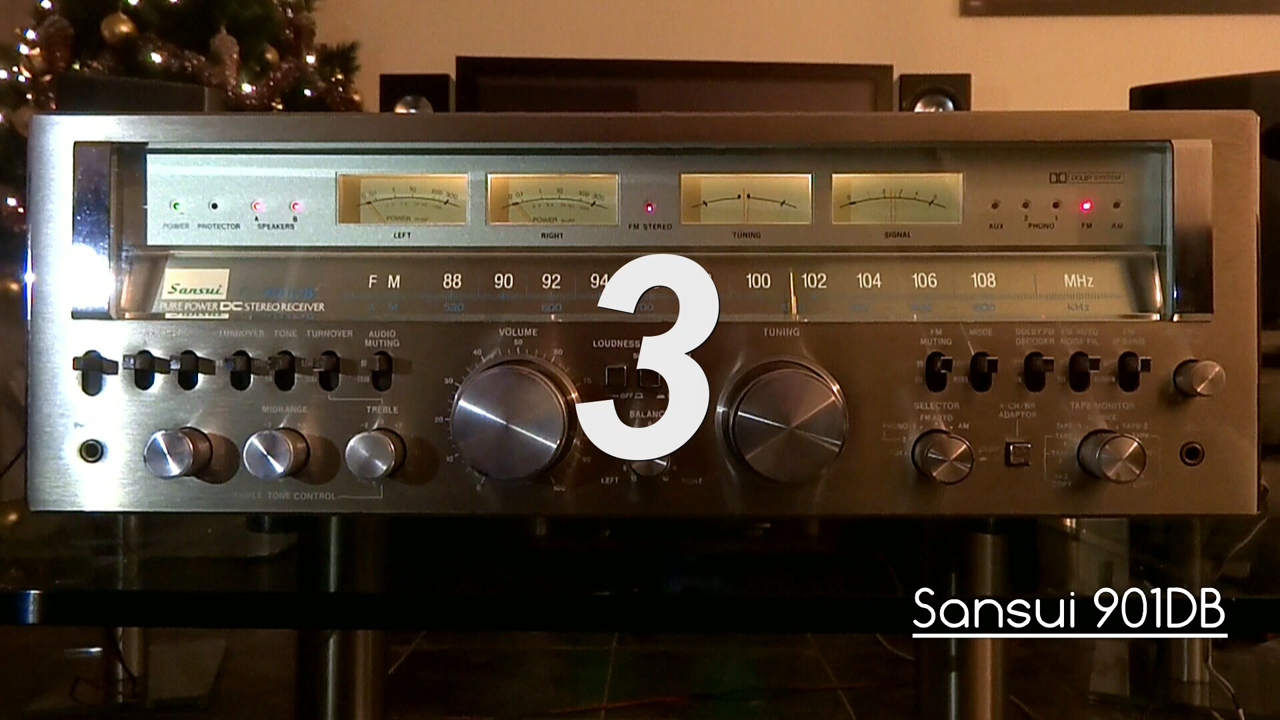 DOLBY SYSTEM
POWER PROTECTOR SPEAKERS
A B
POWER
LEFT
POWER
RIGHT
FM STEREO
TUNING
SIGNAL
AUX 2 PHONO 1 FM AM
Sansui
PURE POWER DC STEREO RECEIVER
FM 88 90 92 94 100 102 104 106 108 MHz
530 600 kHz
TURNOVER TONE TURNOVER AUDIO MUTING
VOLUME
LOUDNESS
TUNING
FM MUTING
MODE
DOLBY FM DECODER
MIDRANGE
TREBLE
OFF
BALANCE
LEFT RIGHT
SELECTOR
FM AUTO
AM
4-CH/NR ADAPTOR
TAPE MONITOR
TRIPLE TONE CONTROL
3
Sansui 901DB